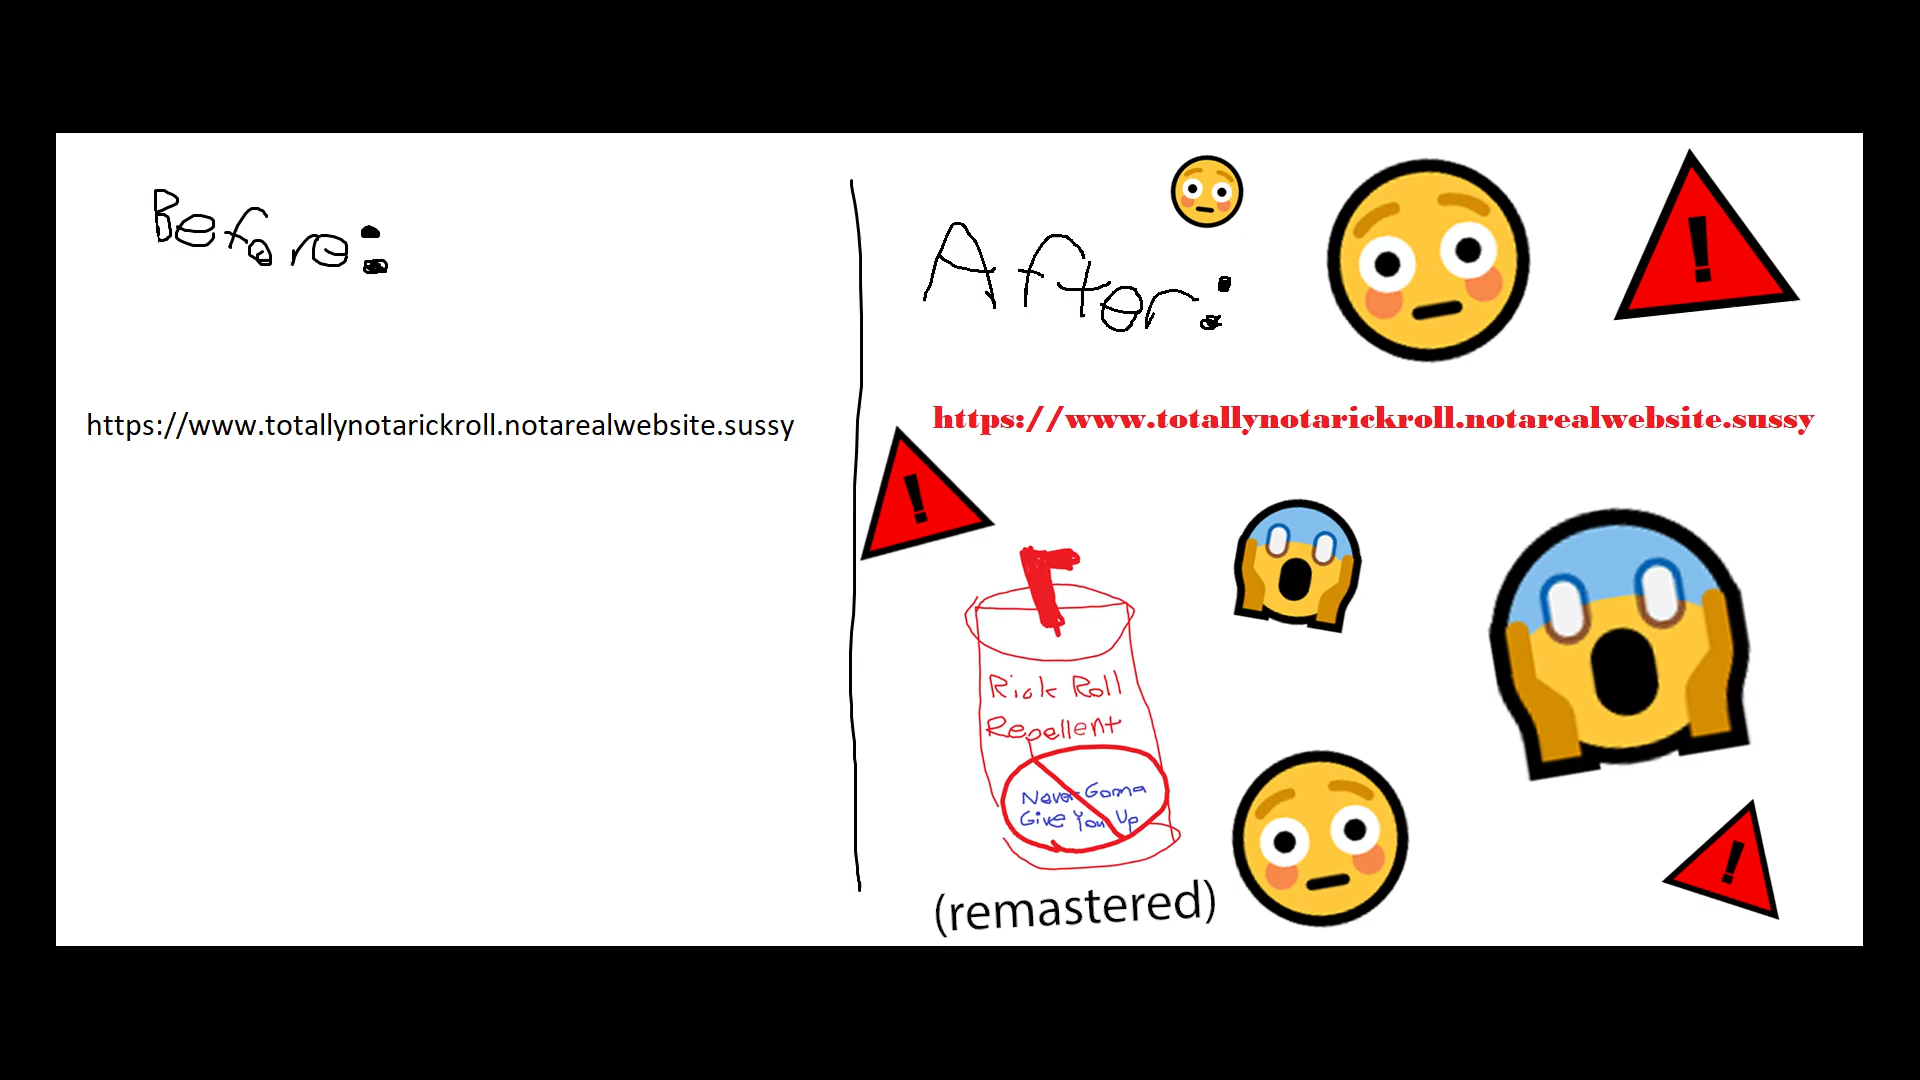 Before:
https://www.totallynotarickroll.notarealwebsite.sussy
After:
https://www.totallynotarickroll.notarealwebsite.sussy
Rick Roll
Repellent
Never Gonna
Give You Up
(remastered)